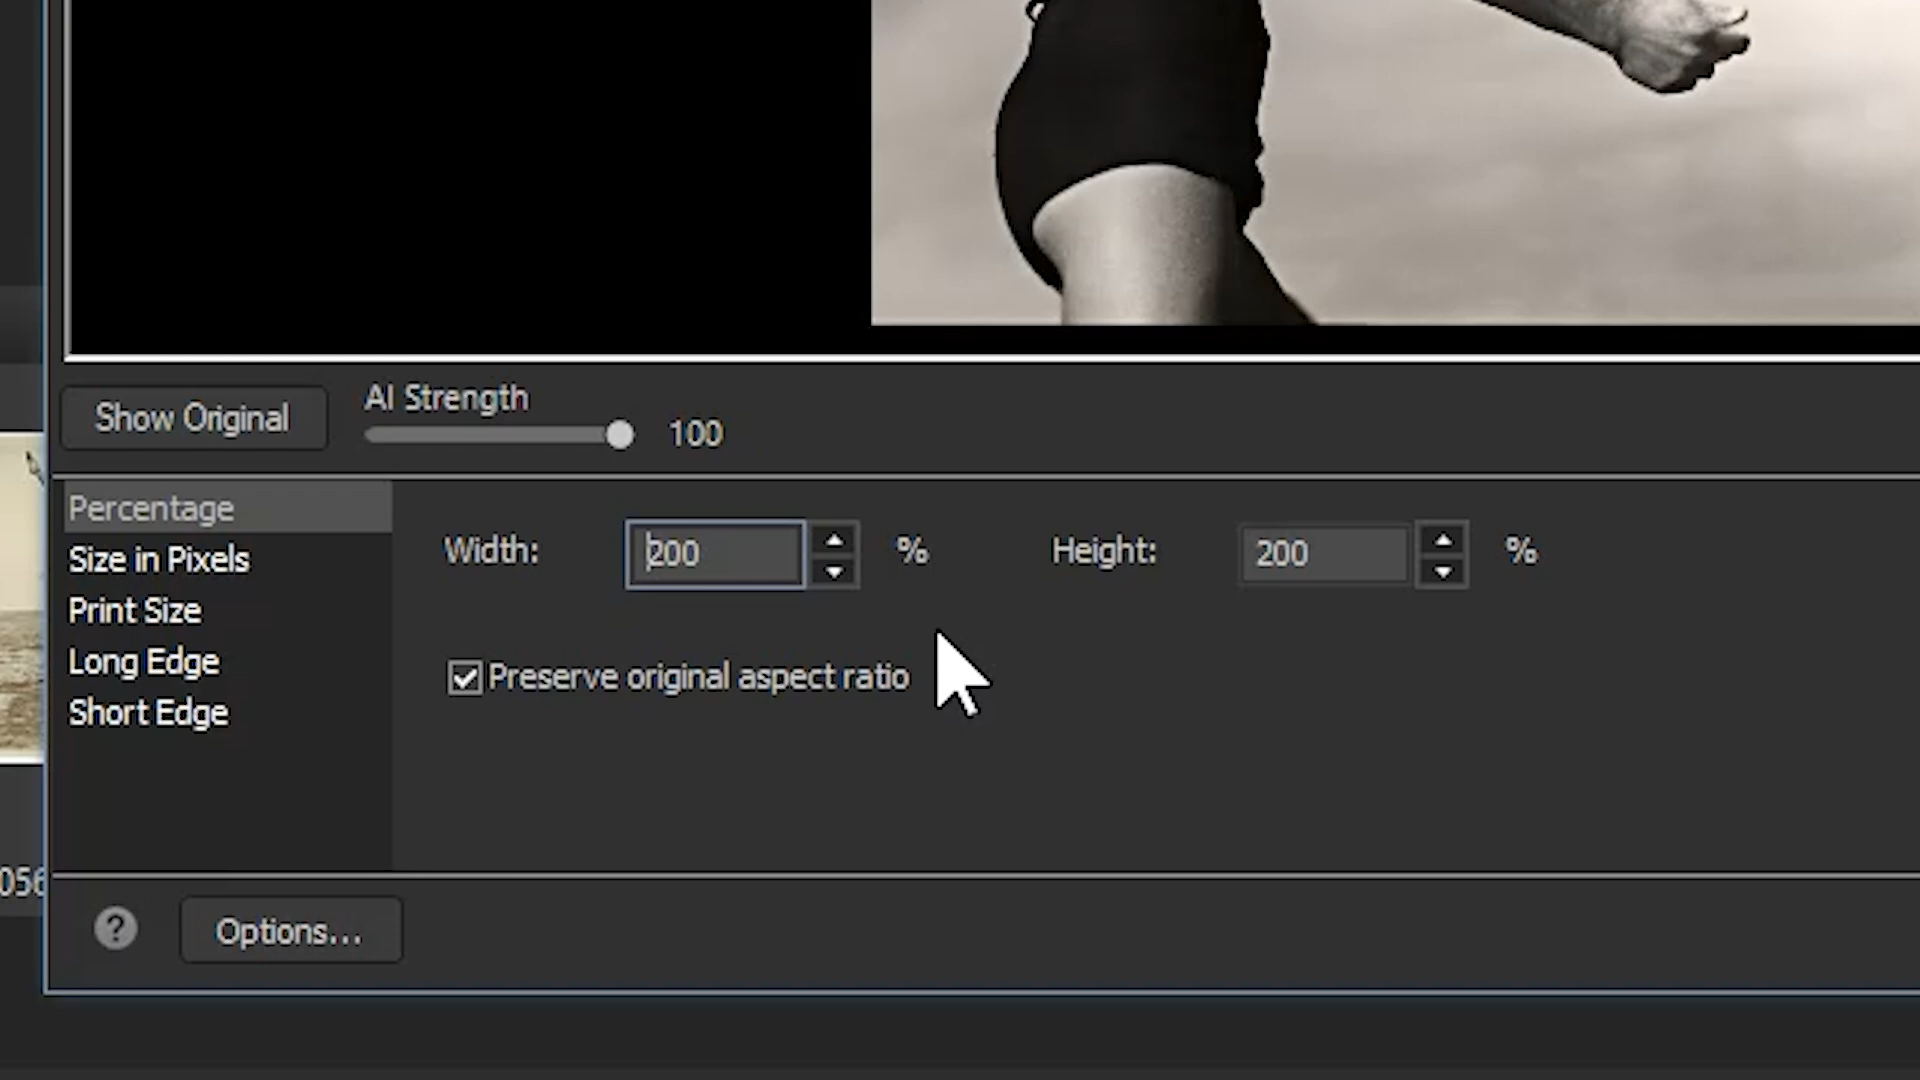 Show Original
AI Strength
100
Percentage
Size in Pixels
Print Size
Long Edge
Short Edge
Width: 200 % Height: 200 %
Preserve original aspect ratio
056
? Options...